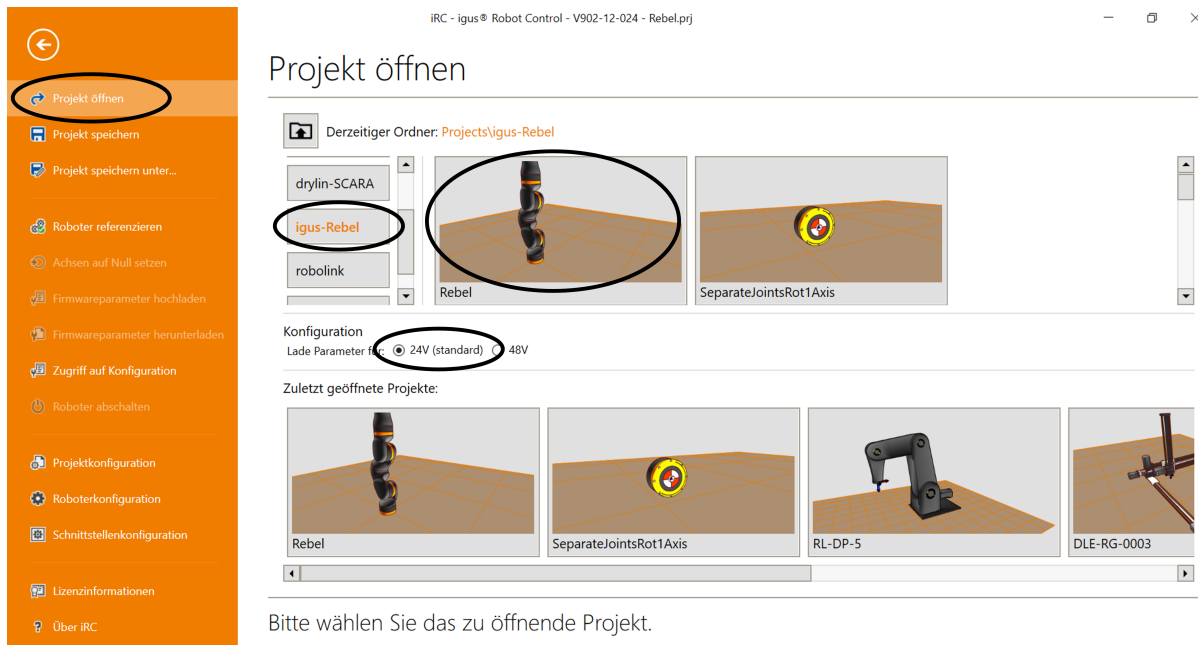 iRC - igus® Robot Control - V902-12-024 - Rebel.prj
Projekt öffnen
Projekt speichern
Projekt speichern unter...
Roboter referenzieren
Achsen auf Null setzen
Firmwareparameter hochladen
Firmwareparameter herunterladen
Zugriff auf Konfiguration
Roboter abschalten
Projektkonfiguration
Roboterkonfiguration
Schnittstellenkonfiguration
Lizenzinformationen
Über iRC
Projekt öffnen
Derzeitiger Ordner: Projects\igus-Rebel
drylin-SCARA
igus-Rebel
robolink
Rebel
SeparateJointsRot1Axis
Konfiguration
Lade Parameter für: 24V (standard) 48V
Zuletzt geöffnete Projekte:
Rebel
SeparateJointsRot1Axis
RL-DP-5
DLE-RG-0003
Bitte wählen Sie das zu öffnende Projekt.